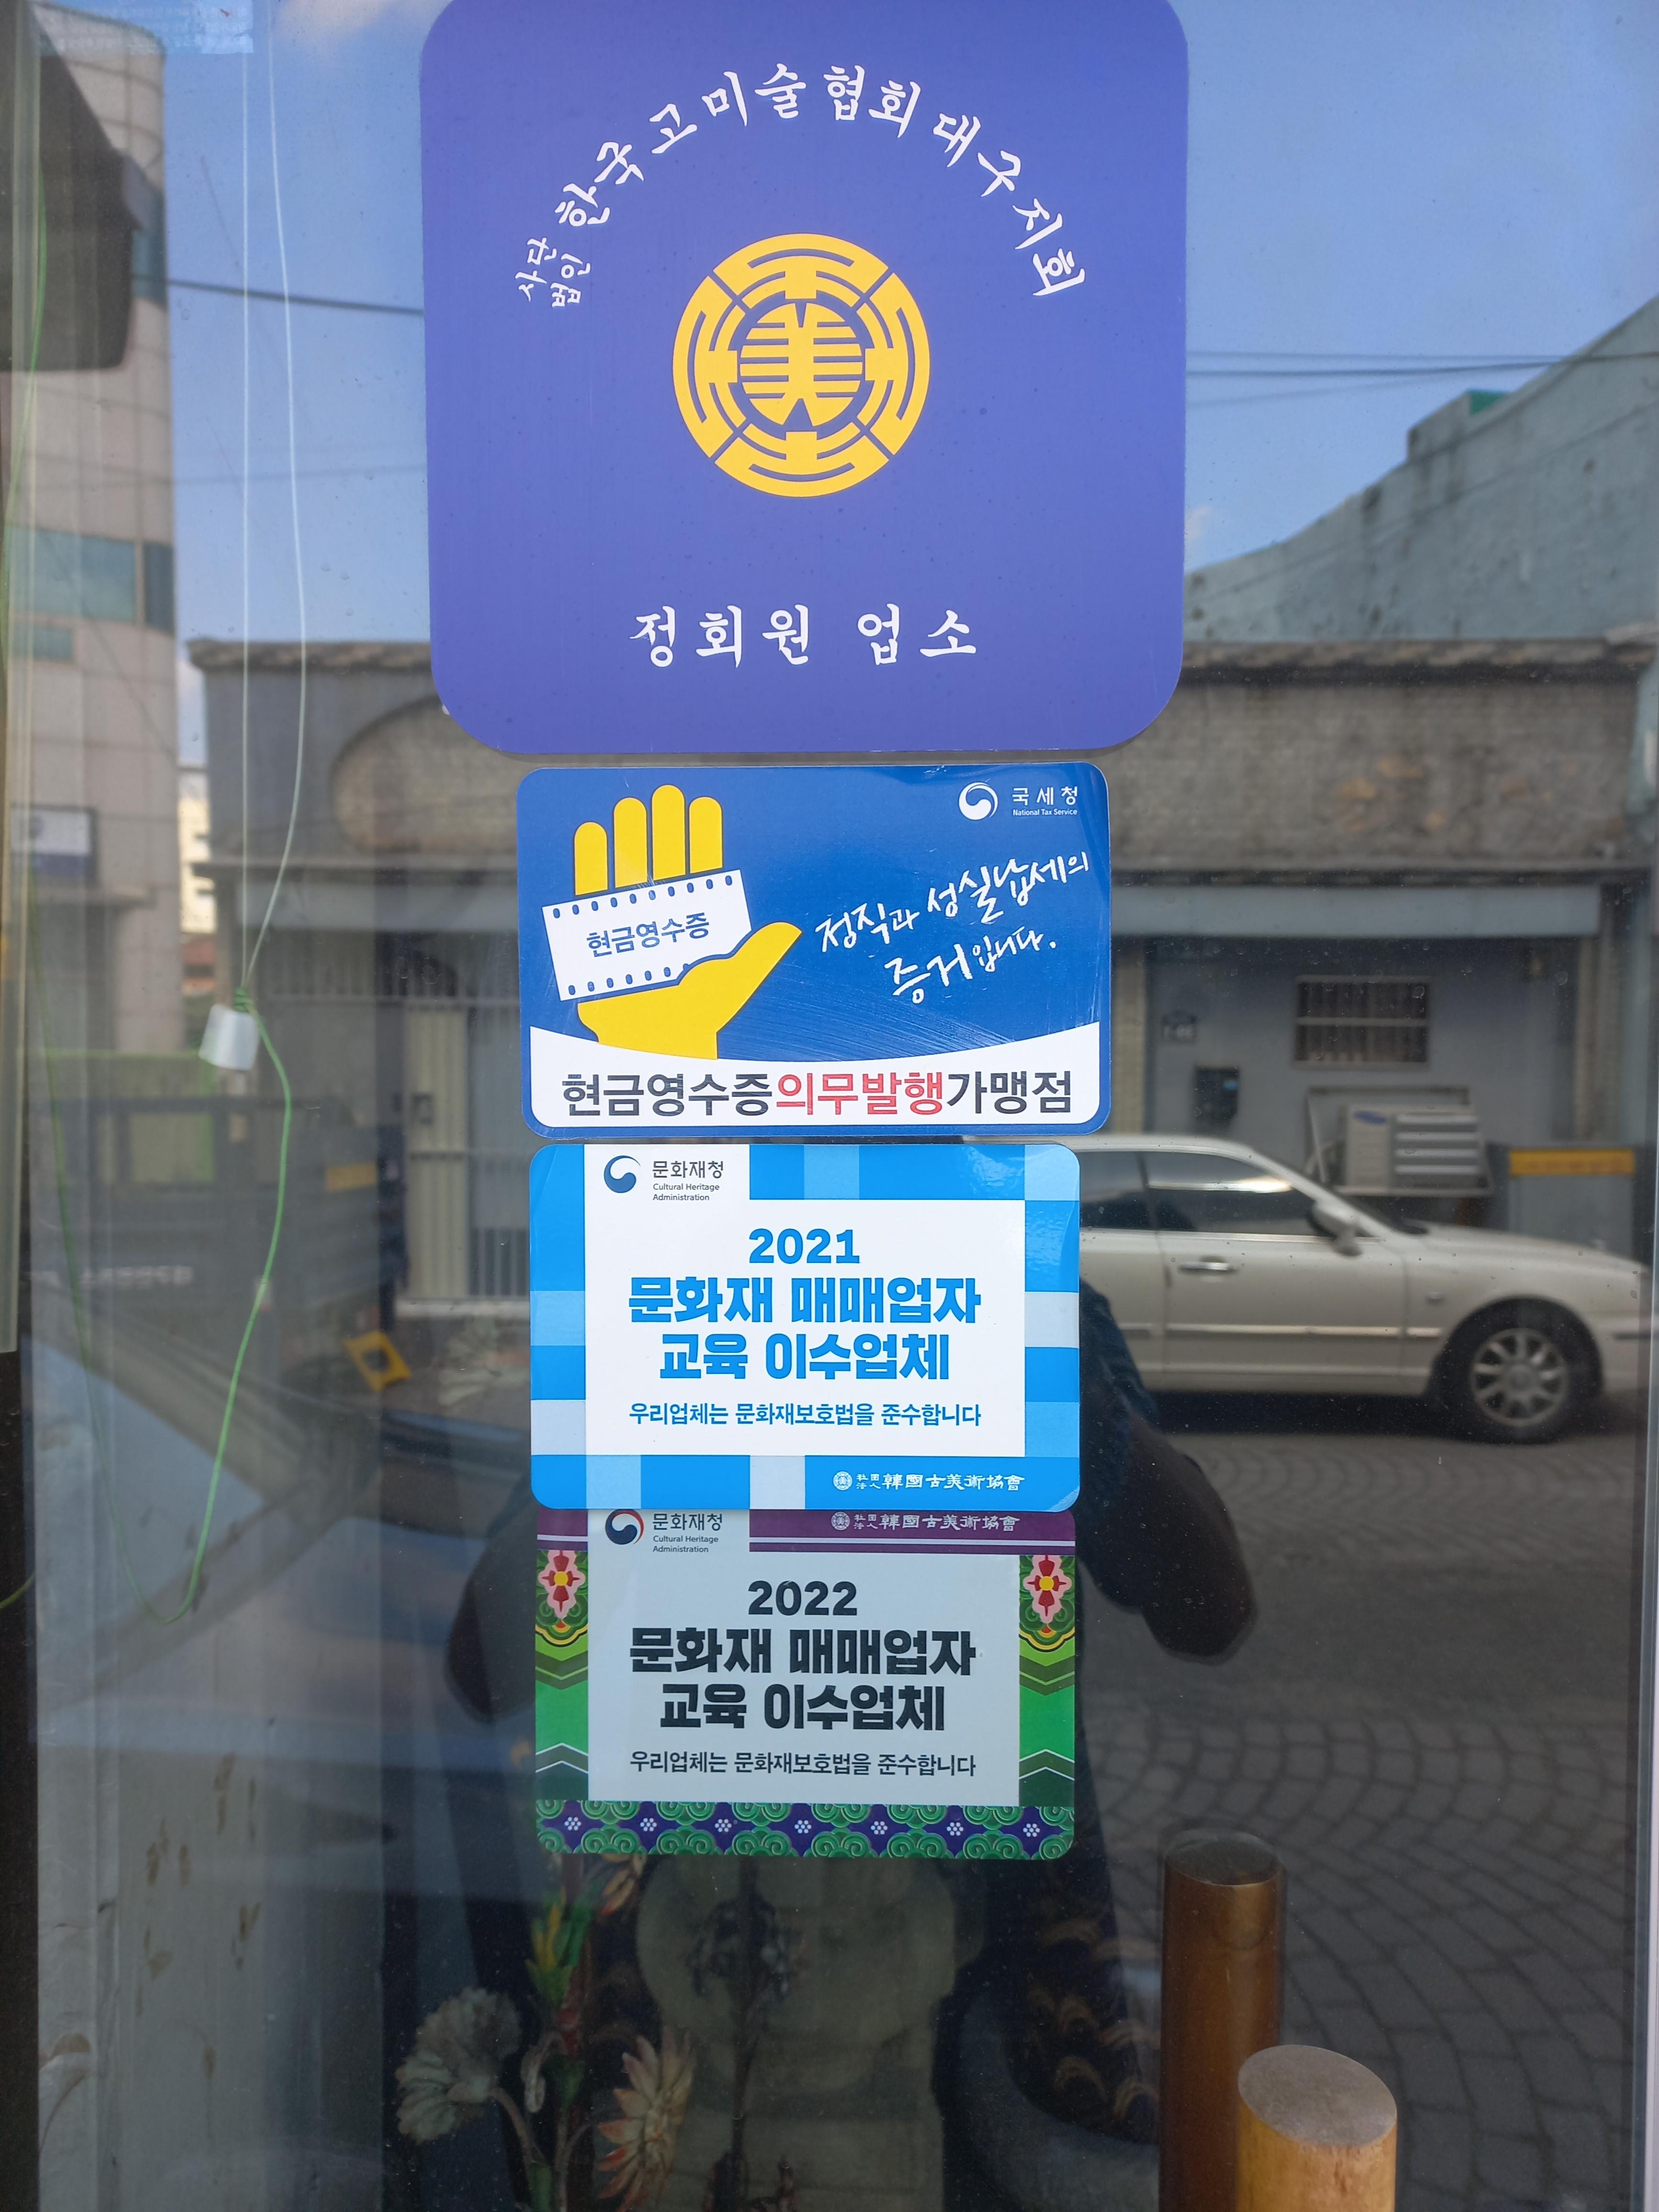 사단
법인
한국고미술협회대구지회
美
정회원 업소
국세청
National Tax Service
현금영수증
정직과 성실납세의
증거입니다.
현금영수증의무발행가맹점
문화재청
Cultural Heritage
Administration
2021
문화재 매매업자
교육 이수업체
우리업체는 문화재보호법을 준수합니다
社団
法人 韓國古美術協會
문화재청
Cultural Heritage
Administration
社団
法人 韓國古美術協會
2022
문화재 매매업자
교육 이수업체
우리업체는 문화재보호법을 준수합니다